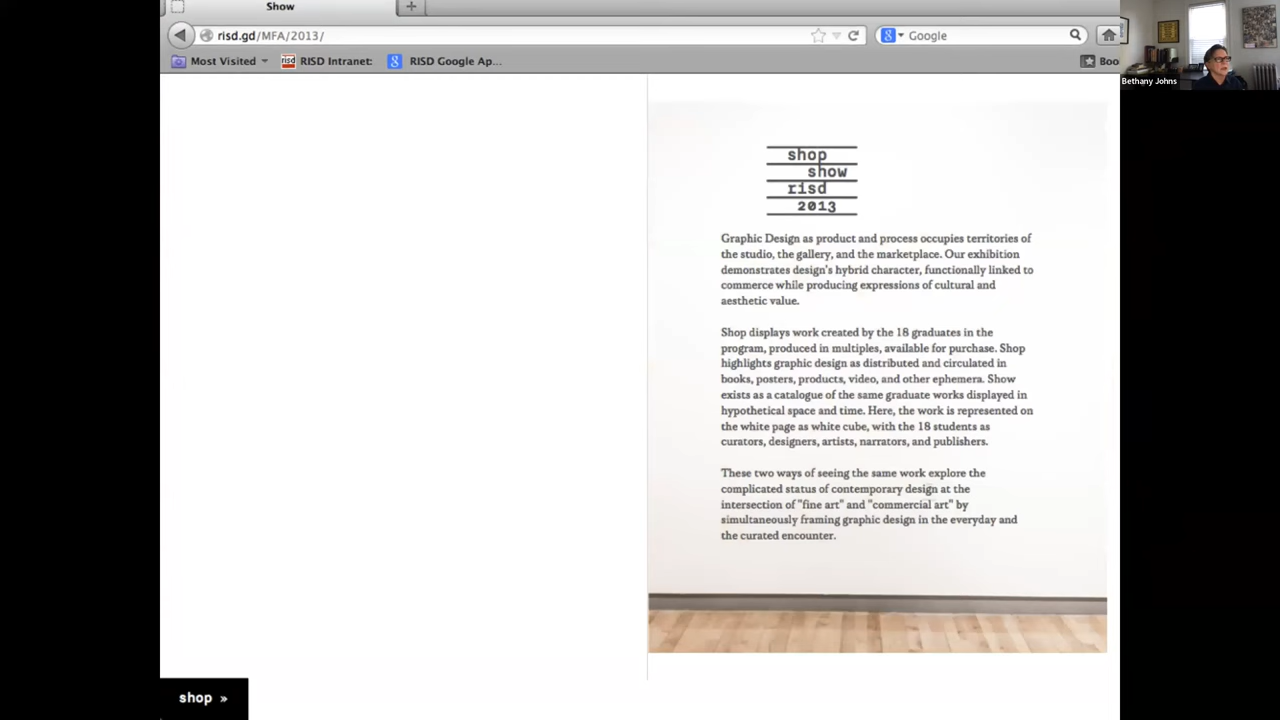 Show
risd.gd/MFA/2013/
Google
Most Visited
RISD Intranet:
RISD Google Ap...
Boo
Bethany Johns
shop
show
risd
2013
Graphic Design as product and process occupies territories of
the studio, the gallery, and the marketplace. Our exhibition
demonstrates design's hybrid character, functionally linked to
commerce while producing expressions of cultural and
aesthetic value.
Shop displays work created by the 18 graduates in the
program, produced in multiples, available for purchase. Shop
highlights graphic design as distributed and circulated in
books, posters, products, video, and other ephemera. Show
exists as a catalogue of the same graduate works displayed in
hypothetical space and time. Here, the work is represented on
the white page as white cube, with the 18 students as
curators, designers, artists, narrators, and publishers.
These two ways of seeing the same work explore the
complicated status of contemporary design at the
intersection of "fine art" and "commercial art" by
simultaneously framing graphic design in the everyday and
the curated encounter.
shop »